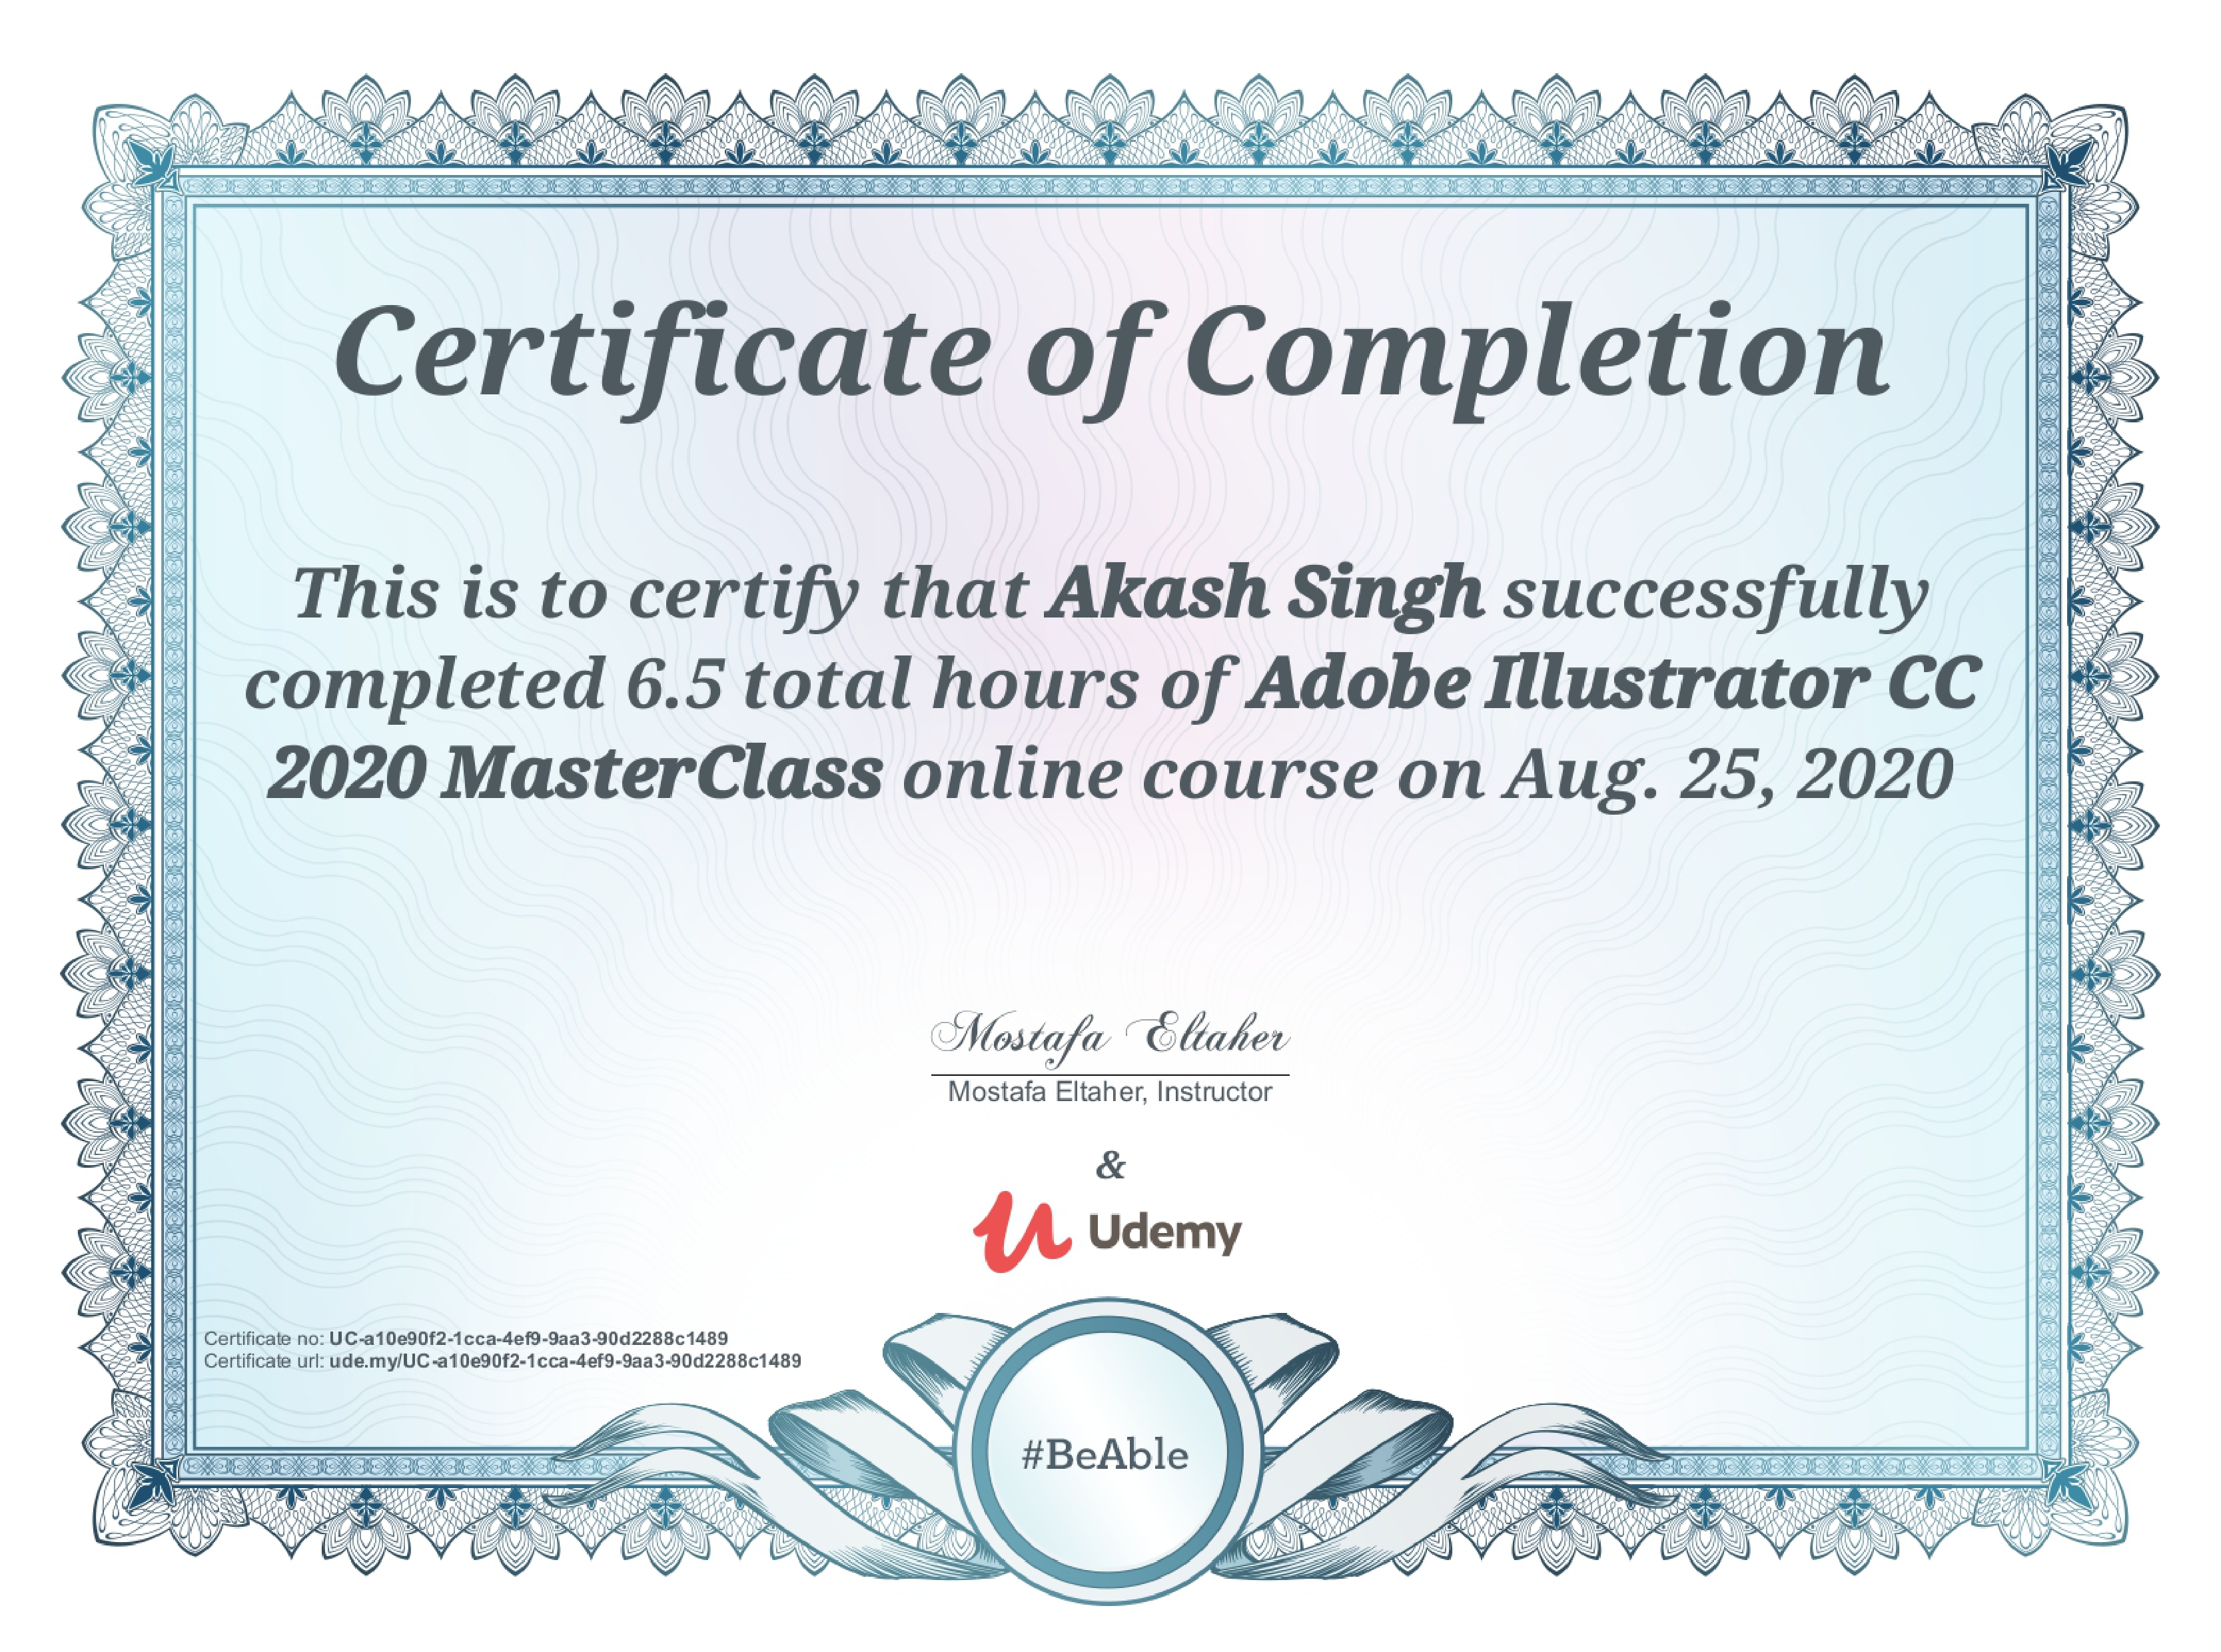 Certificate of Completion
This is to certify that Akash Singh successfully
completed 6.5 total hours of Adobe Illustrator CC
2020 MasterClass online course on Aug. 25, 2020
Mostafa Eltaher
Mostafa Eltaher, Instructor
&
Udemy
Certificate no: UC-a10e90f2-1cca-4ef9-9aa3-90d2288c1489
Certificate url: ude.my/UC-a10e90f2-1cca-4ef9-9aa3-90d2288c1489
#BeAble